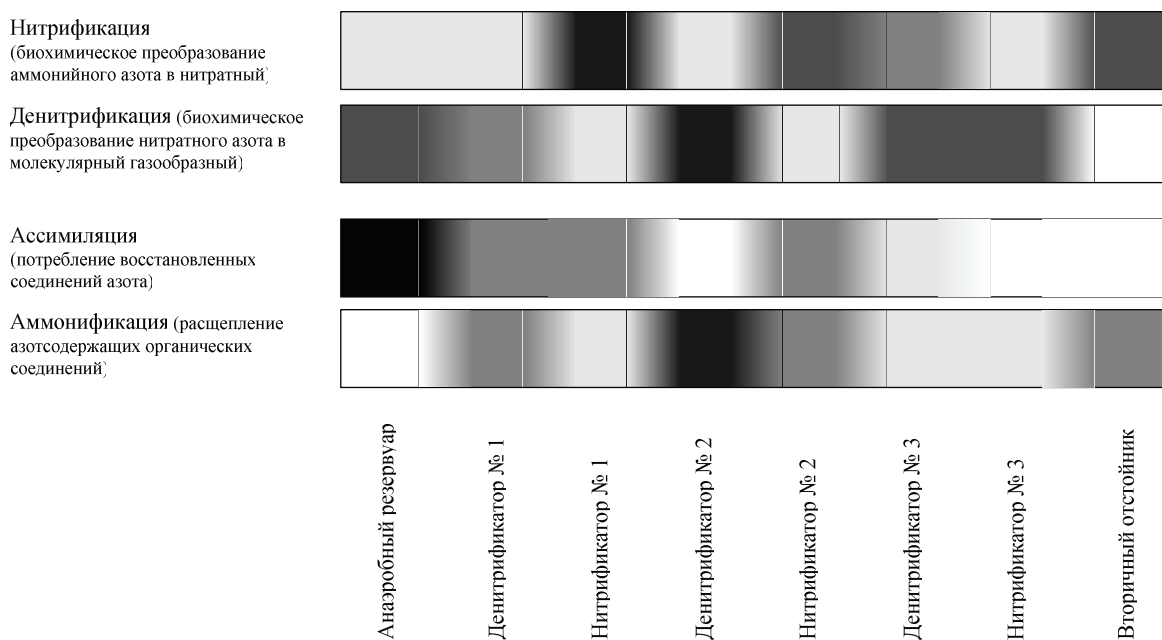 Нитрификация
(биохимическое преобразование
аммонийного азота в нитратный)
Денитрификация (биохимическое
преобразование нитратного азота в
молекулярный газообразный)
Ассимиляция
(потребление восстановленных
соединений азота)
Аммонификация (расщепление
азотсодержащих органических
соединений)
Анаэробный резервуар
Денитрификатор № 1
Нитрификатор № 1
Денитрификатор № 2
Нитрификатор № 2
Денитрификатор № 3
Нитрификатор № 3
Вторичный отстойник